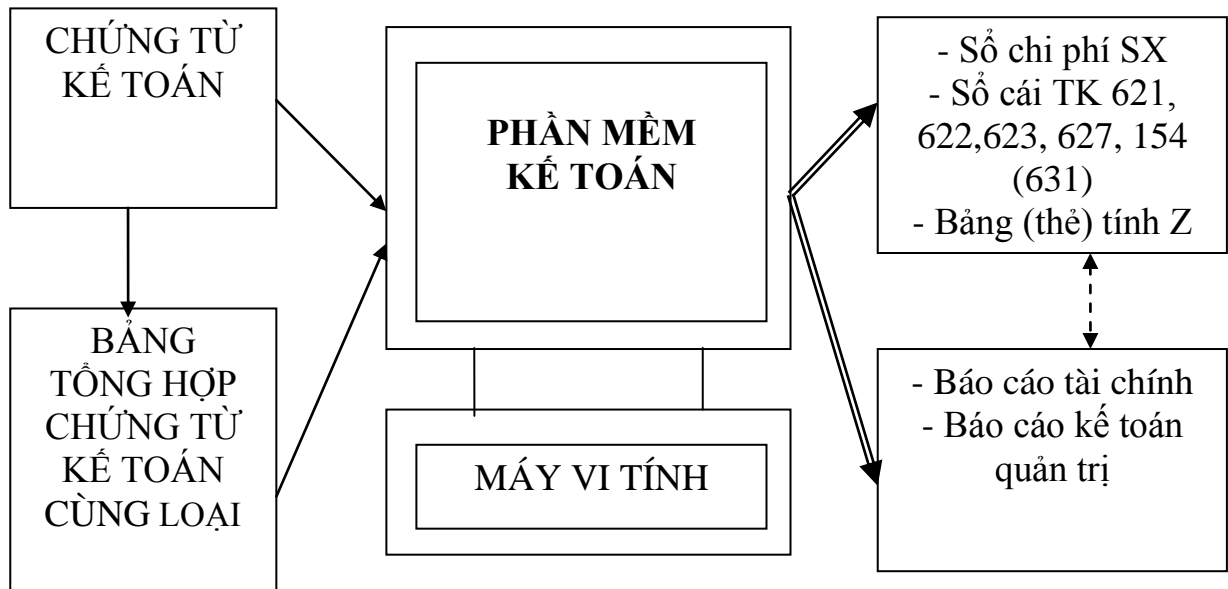 CHỨNG TỪ
KẾ TOÁN
BẢNG
TỔNG HỢP
CHỨNG TỪ
KẾ TOÁN
CÙNG LOẠI
PHẦN MỀM
KẾ TOÁN
MÁY VI TÍNH
- Sổ chi phí SX
- Sổ cái TK 621,
622,623, 627, 154
(631)
- Bảng (thẻ) tính Z
- Báo cáo tài chính
- Báo cáo kế toán
quản trị